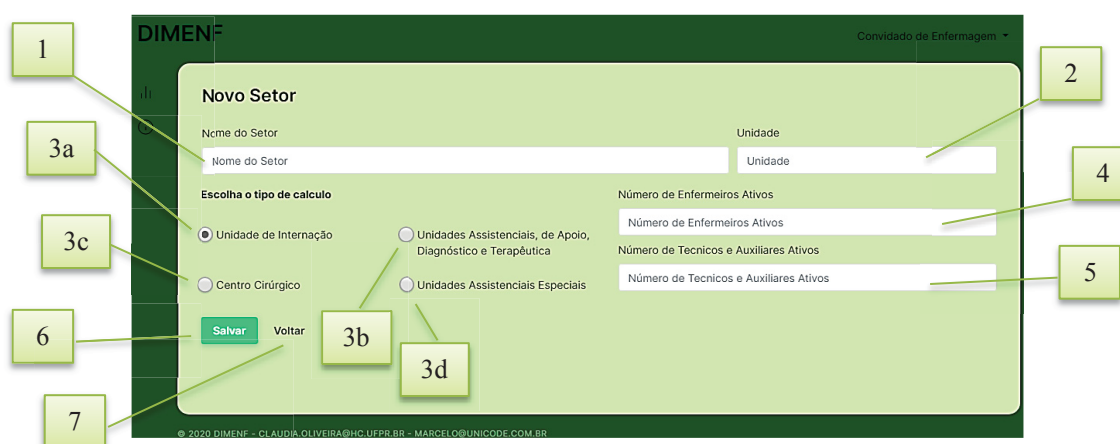 DIMENF
Convidado de Enfermagem
1
2
Novo Setor
Nome do Setor
Unidade
3a
Nome do Setor
Unidade
Escolha o tipo de calculo
Número de Enfermeiros Ativos
4
Número de Enfermeiros Ativos
3c
Unidade de Internação
Unidades Assistenciais, de Apoio,
Diagnóstico e Terapêutica
Número de Tecnicos e Auxiliares Ativos
Número de Tecnicos e Auxiliares Ativos
5
Centro Cirúrgico
Unidades Assistenciais Especiais
6
Salvar
Voltar
3b
3d
7
© 2020 DIMENF - CLAUDIA.OLIVEIRA@HC.UFPR.BR - MARCELO@UNICODE.COM.BR